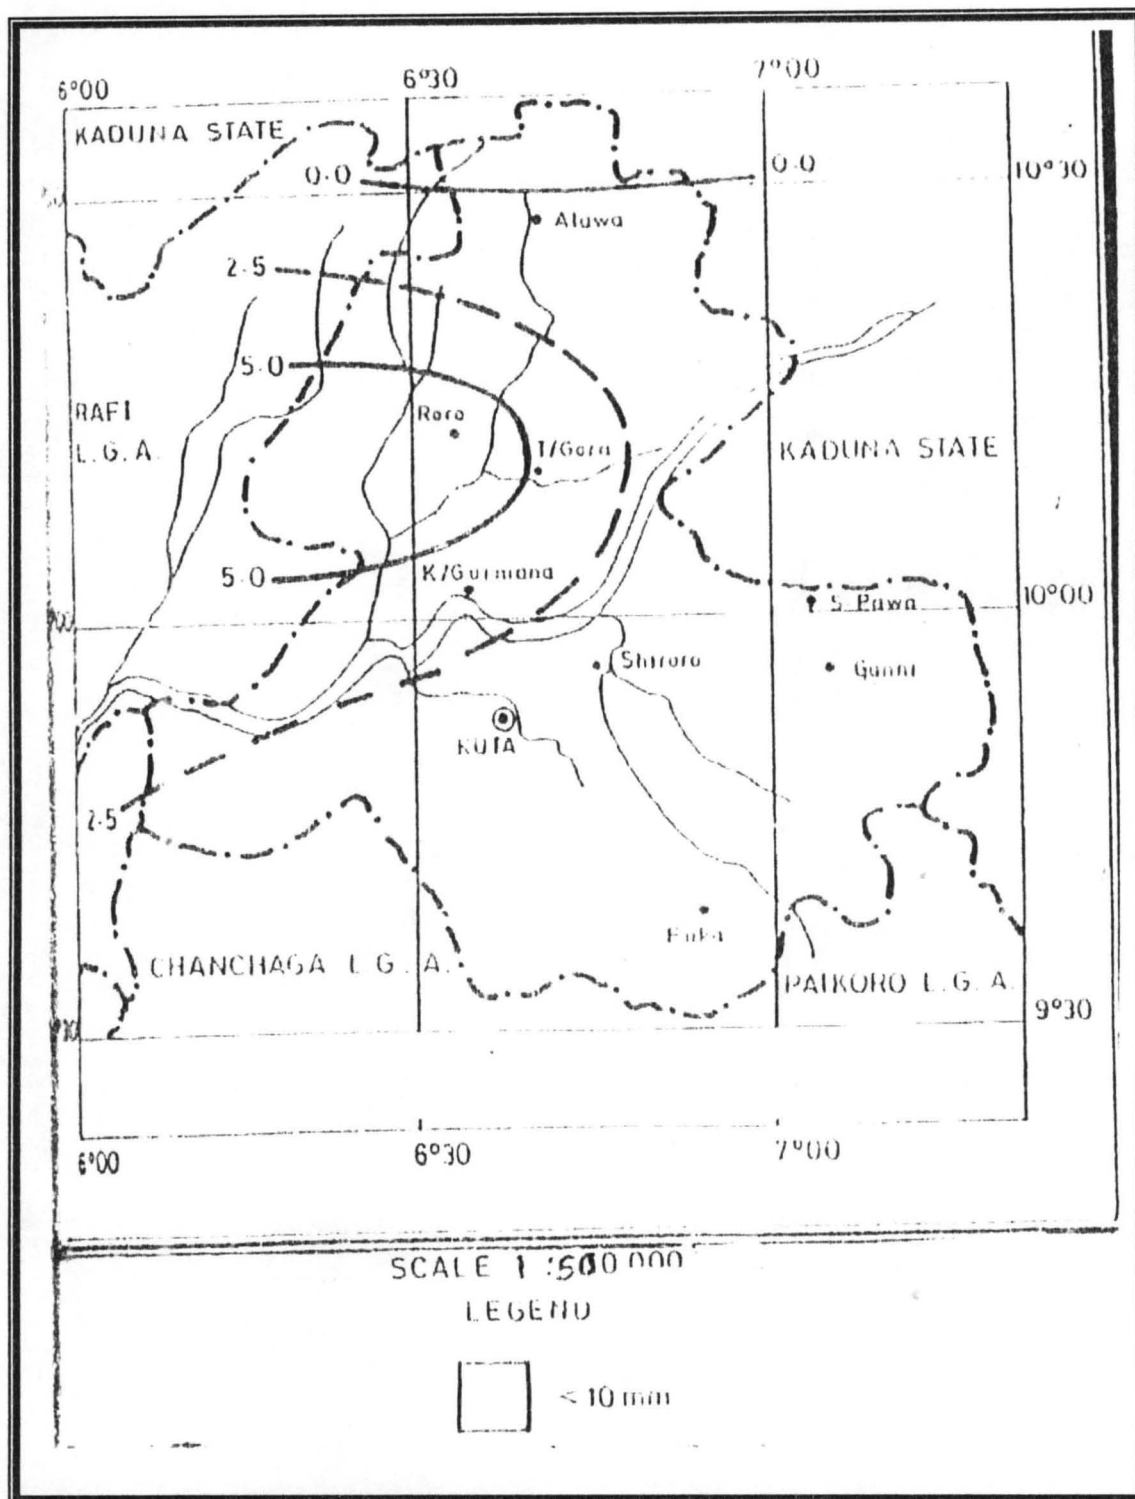 6°00
6°30
7°00
KADUNA STATE
0.0
0.0
10°30
Aluwa
2.5
5.0
RAFI
L.G.A.
Roro
T/Gora
KADUNA STATE
5.0
K/Gurmana
S. Pawa
10°00
Shiroro
Gunni
KUTA
2.5
Fuka
CHANCHAGA L.G.A.
PAIKORO L.G.A.
9°30
6°00
6°30
7°00
SCALE 1:500 000
LEGEND
<10 mm